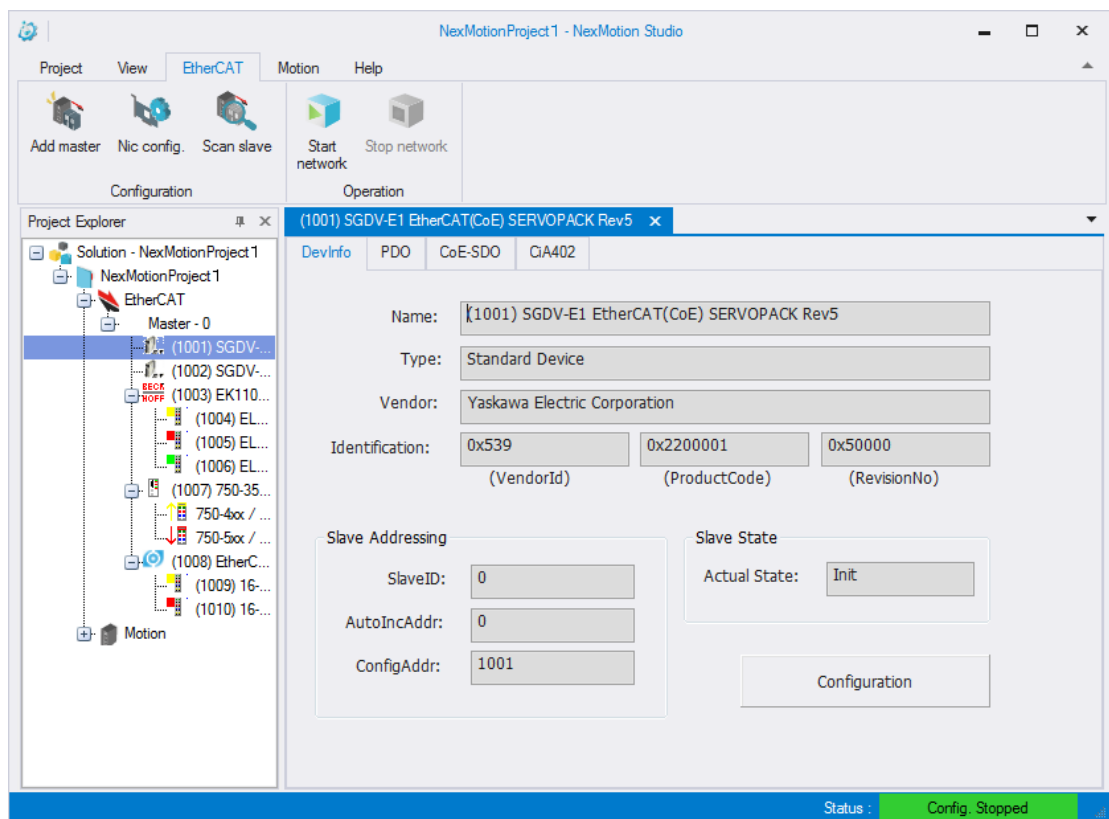 NexMotionProject1 - NexMotion Studio
Project View EtherCAT Motion Help
Add master Nic config. Scan slave Start network Stop network
Configuration Operation
Project Explorer
Solution - NexMotionProject1
NexMotionProject1
EtherCAT
Master - 0
(1001) SGDV-...
(1002) SGDV-...
BECK HOFF (1003) EK110...
(1004) EL...
(1005) EL...
(1006) EL...
(1007) 750-35...
750-4xx / ...
750-5xx / ...
(1008) EtherC...
(1009) 16-...
(1010) 16-...
Motion
(1001) SGDV-E1 EtherCAT(CoE) SERVOPACK Rev5
DevInfo PDO CoE-SDO CiA402
Name: (1001) SGDV-E1 EtherCAT(CoE) SERVOPACK Rev5
Type: Standard Device
Vendor: Yaskawa Electric Corporation
Identification: 0x539 0x2200001 0x50000
(VendorId) (ProductCode) (RevisionNo)
Slave Addressing
SlaveID: 0
AutoIncAddr: 0
ConfigAddr: 1001
Slave State
Actual State: Init
Configuration
Status : Config. Stopped